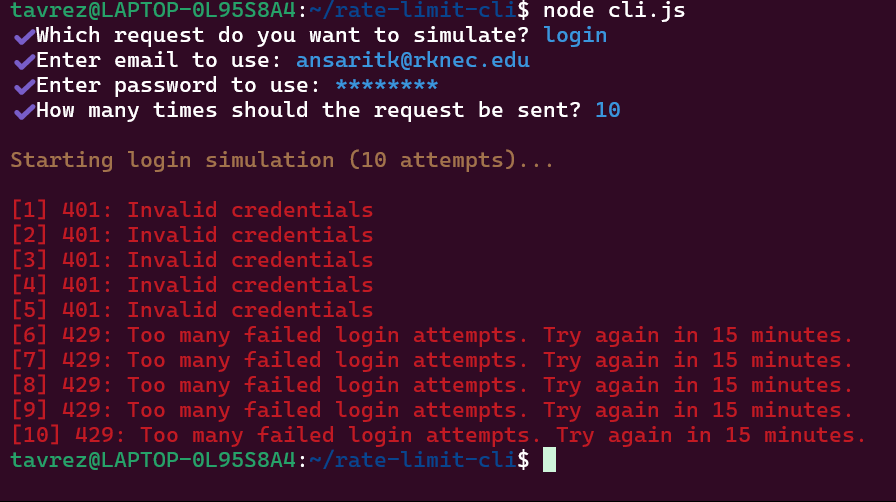 tavrez@LAPTOP-0L95S8A4:~/rate-limit-cli$ node cli.js
✔Which request do you want to simulate? login
✔Enter email to use: ansaritk@rknec.edu
✔Enter password to use: ********
✔How many times should the request be sent? 10
Starting login simulation (10 attempts)...
[1] 401: Invalid credentials
[2] 401: Invalid credentials
[3] 401: Invalid credentials
[4] 401: Invalid credentials
[5] 401: Invalid credentials
[6] 429: Too many failed login attempts. Try again in 15 minutes.
[7] 429: Too many failed login attempts. Try again in 15 minutes.
[8] 429: Too many failed login attempts. Try again in 15 minutes.
[9] 429: Too many failed login attempts. Try again in 15 minutes.
[10] 429: Too many failed login attempts. Try again in 15 minutes.
tavrez@LAPTOP-0L95S8A4:~/rate-limit-cli$